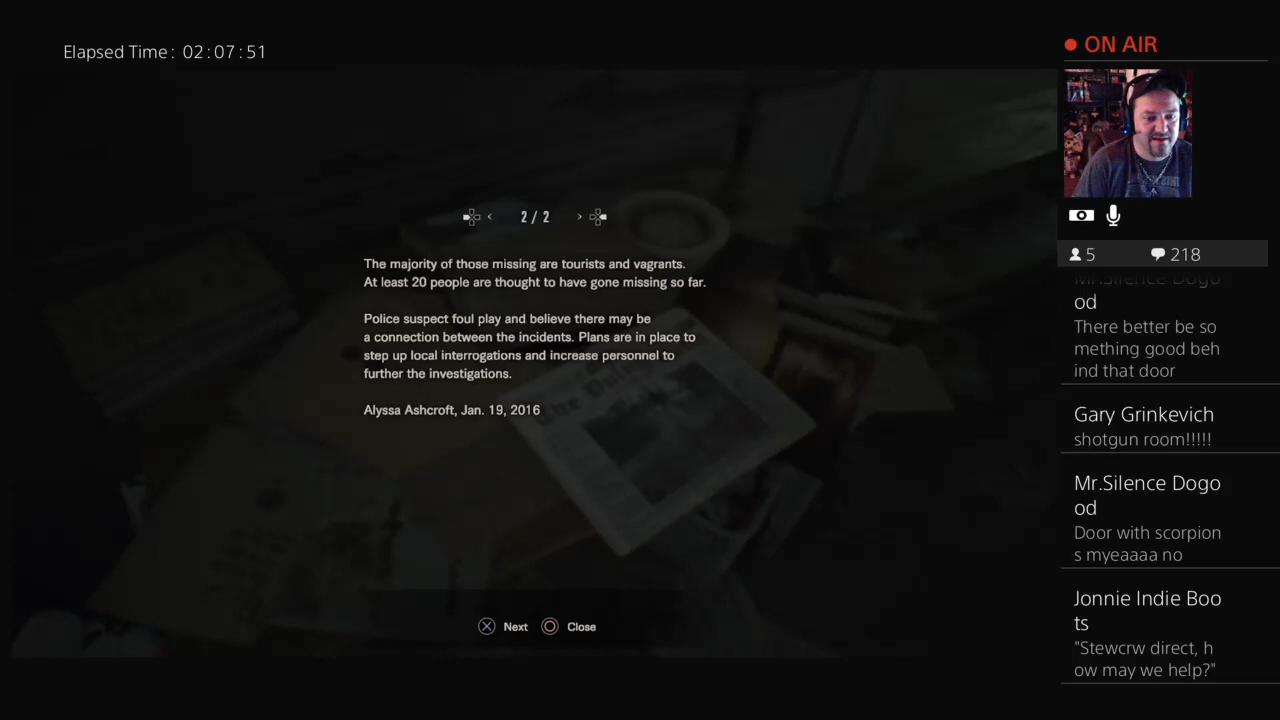 Elapsed Time: 02:07:51
ON AIR
2 / 2
The majority of those missing are tourists and vagrants.
At least 20 people are thought to have gone missing so far.
Police suspect foul play and believe there may be
a connection between the incidents. Plans are in place to
step up local interrogations and increase personnel to
further the investigations.
Alyssa Ashcroft, Jan. 19, 2016
Next
Close
5
218
Mr.Silence Dogo
od
There better be so
mething good beh
ind that door
Gary Grinkevich
shotgun room!!!!!
Mr.Silence Dogo
od
Door with scorpion
s myeaaaa no
Jonnie Indie Boo
ts
"Stewcrw direct, h
ow may we help?"